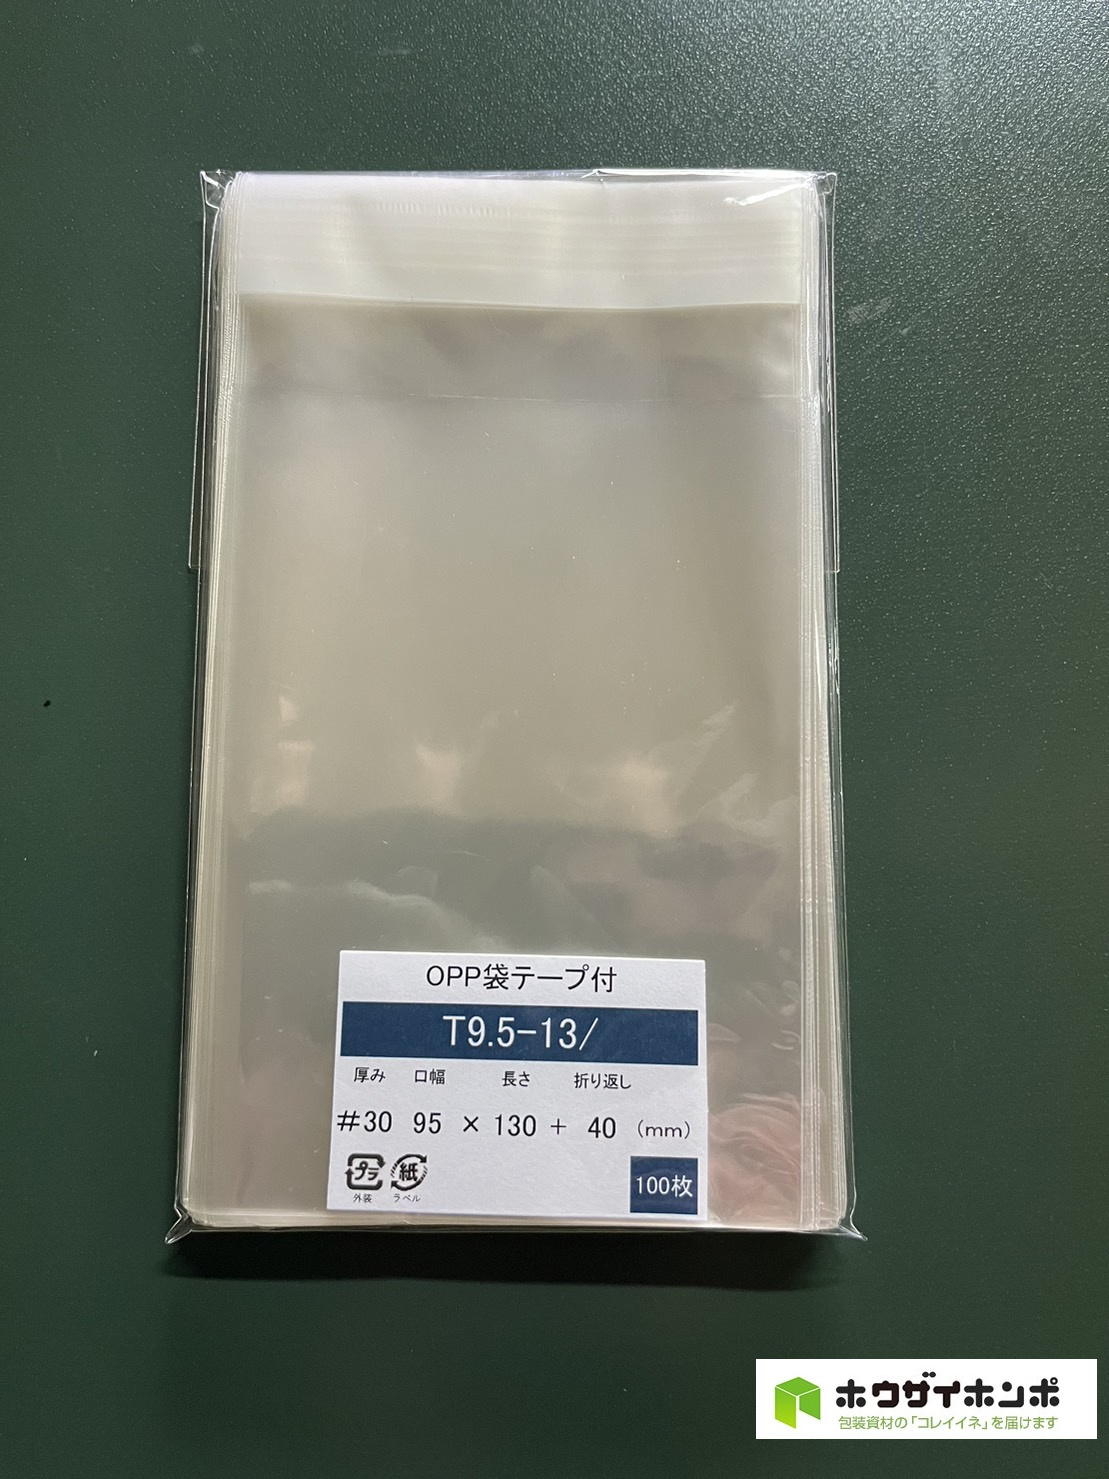 OPP袋テープ付
T9.5-13/
厚み 口幅 長さ 折り返し
#30 95 × 130 + 40 (mm)
プラ 紙
外装 ラベル
100枚
ホウザイホンポ
包装資材の「コレイイネ」を届けます